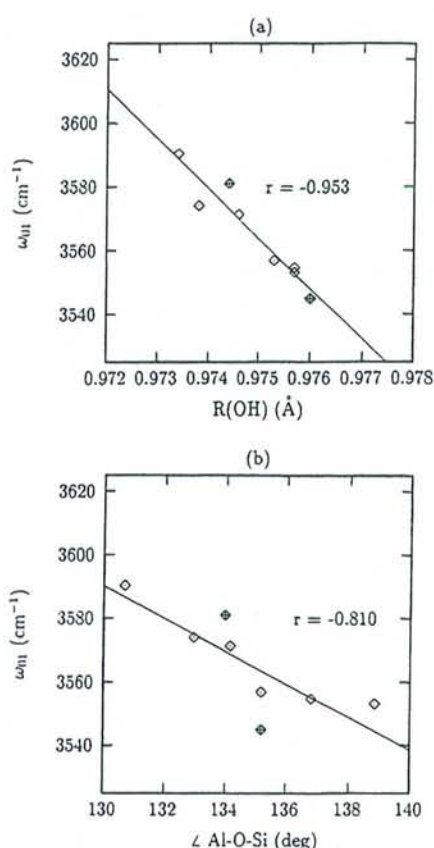 (a)
3620
3600
3580
3560
3540
ω01 (cm⁻¹)
r = -0.953
0.972 0.973 0.974 0.975 0.976 0.977 0.978
R(OH) (Å)
(b)
3620
3600
3580
3560
3540
ω01 (cm⁻¹)
r = -0.810
130 132 134 136 138 140
∠ Al-O-Si (deg)